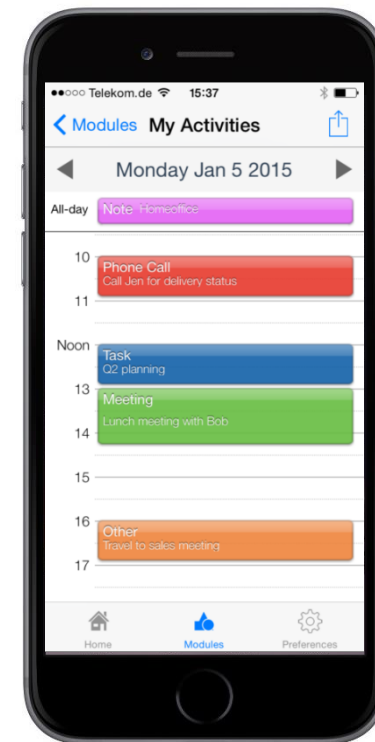 Telekom.de 15:37
Modules My Activities
Monday Jan 5 2015
All-day Note Homeoffice
10
Phone Call
Call Jen for delivery status
11
Noon
Task
Q2 planning
13
Meeting
Lunch meeting with Bob
14
15
16
Other
Travel to sales meeting
17
Home Modules Preferences